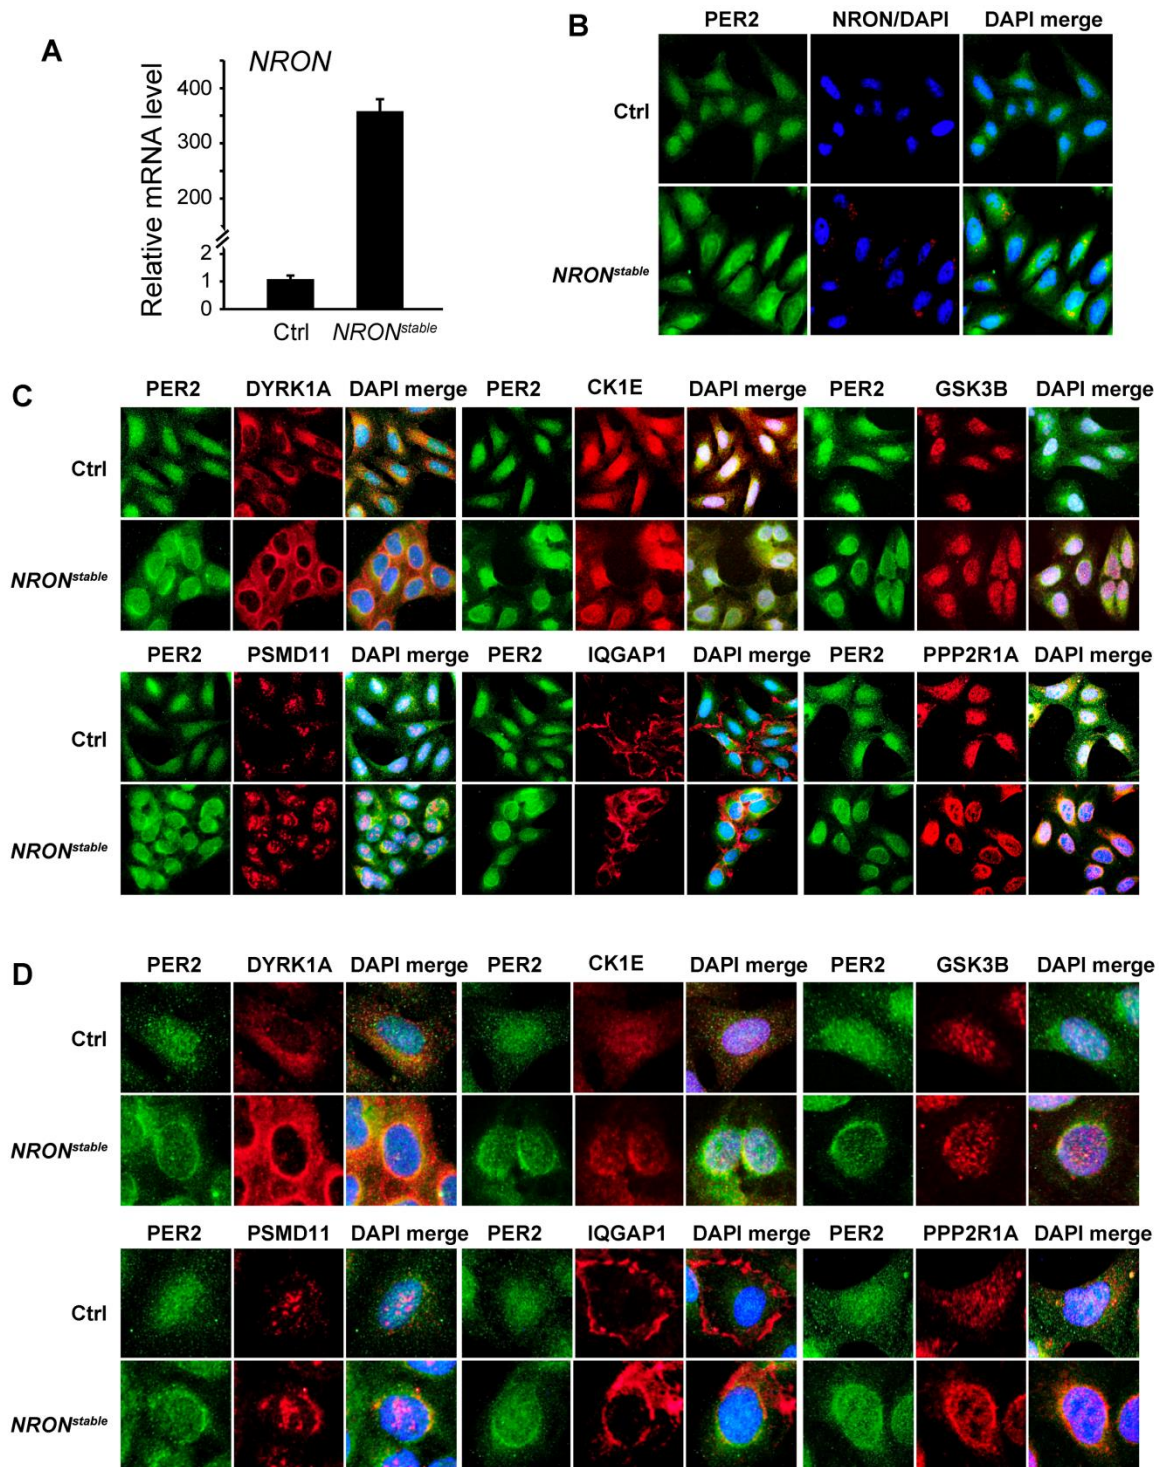 A
NRON
Relative mRNA level
400
300
200
2
1
0
Ctrl NRONstable
B
PER2 NRON/DAPI DAPI merge
Ctrl
NRONstable
C
PER2 DYRK1A DAPI merge PER2 CK1E DAPI merge PER2 GSK3B DAPI merge
Ctrl
NRONstable
PER2 PSMD11 DAPI merge PER2 IQGAP1 DAPI merge PER2 PPP2R1A DAPI merge
Ctrl
NRONstable
D
PER2 DYRK1A DAPI merge PER2 CK1E DAPI merge PER2 GSK3B DAPI merge
Ctrl
NRONstable
PER2 PSMD11 DAPI merge PER2 IQGAP1 DAPI merge PER2 PPP2R1A DAPI merge
Ctrl
NRONstable